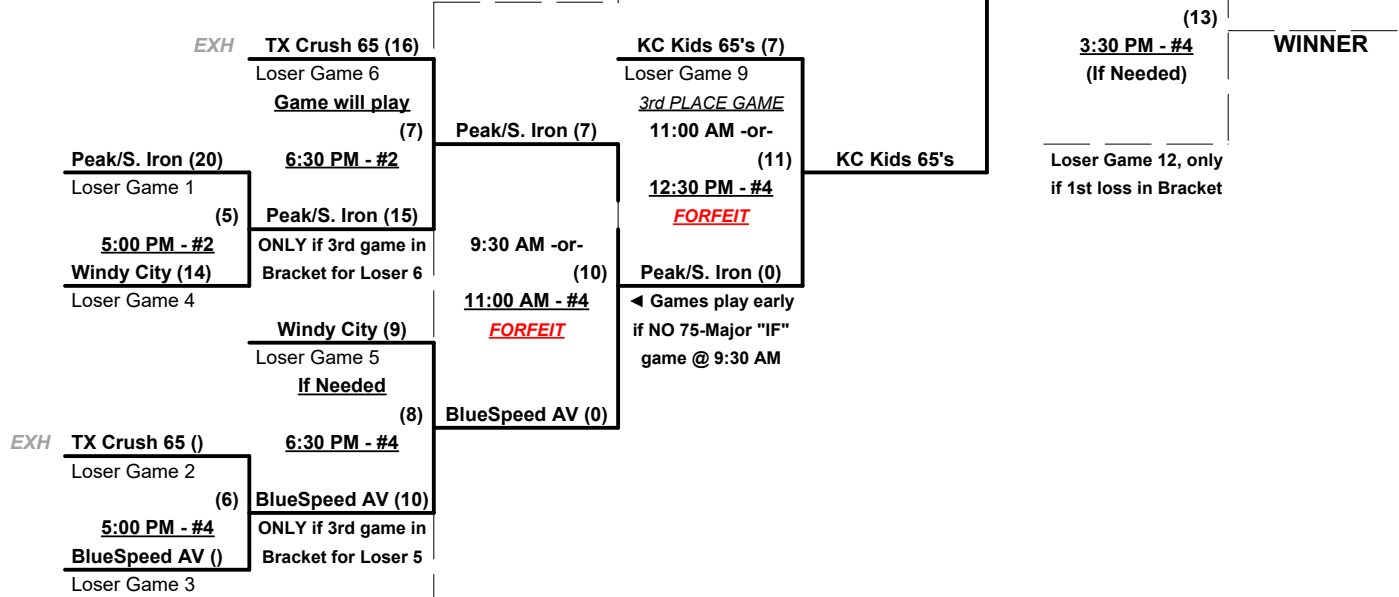 (13)
3:30 PM - #4
(If Needed)
WINNER
Loser Game 12, only
if 1st loss in Bracket
EXH TX Crush 65 (16)
Loser Game 6
Game will play
(7)
6:30 PM - #2
KC Kids 65's (7)
Loser Game 9
3rd PLACE GAME
11:00 AM -or-
(11)
12:30 PM - #4
FORFEIT
KC Kids 65's
Peak/S. Iron (7)
Peak/S. Iron (20)
Loser Game 1
(5)
5:00 PM - #2
Windy City (14)
Loser Game 4
Peak/S. Iron (15)
ONLY if 3rd game in
Bracket for Loser 6
9:30 AM -or-
(10)
11:00 AM - #4
FORFEIT
Peak/S. Iron (0)
◄ Games play early
if NO 75-Major "IF"
game @ 9:30 AM
Windy City (9)
Loser Game 5
If Needed
(8)
6:30 PM - #4
BlueSpeed AV (0)
EXH TX Crush 65 ()
Loser Game 2
(6)
5:00 PM - #4
BlueSpeed AV ()
Loser Game 3
BlueSpeed AV (10)
ONLY if 3rd game in
Bracket for Loser 5